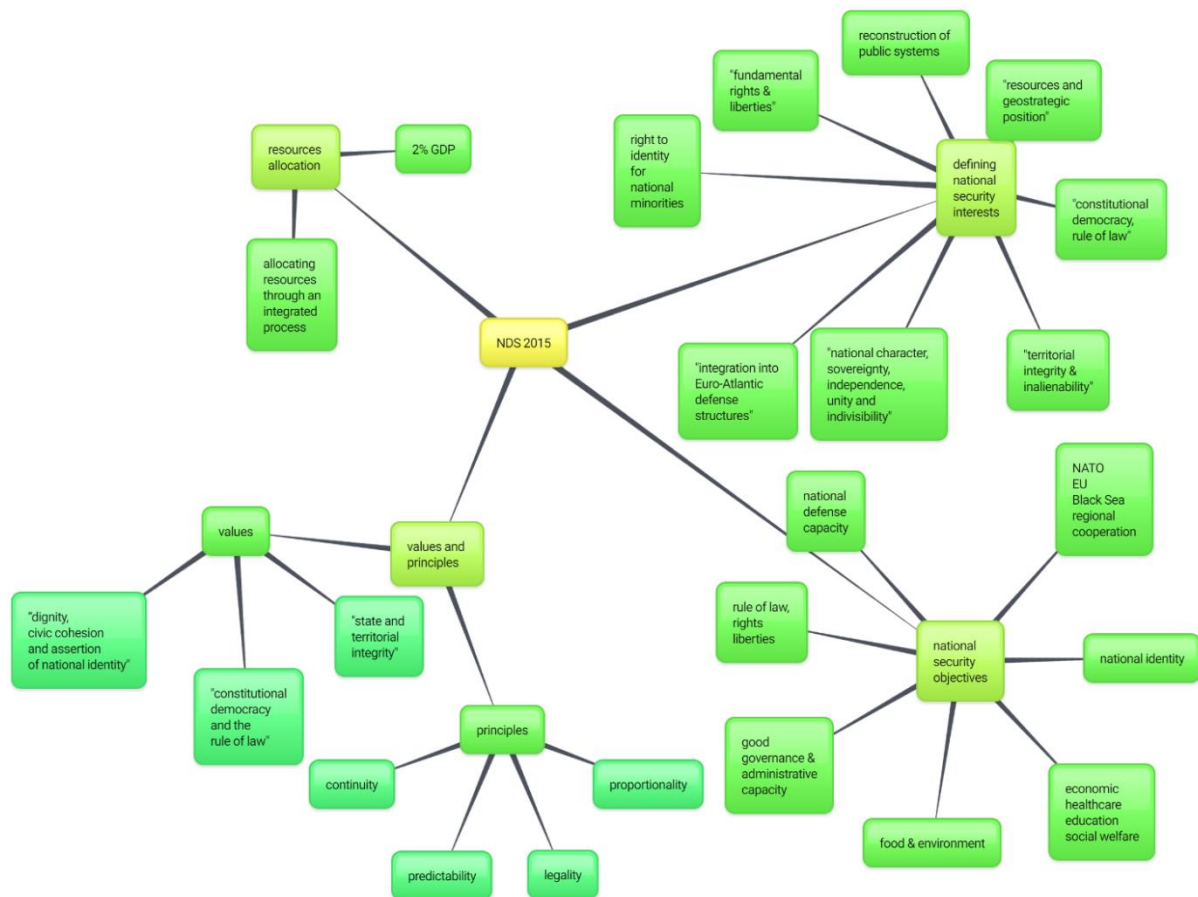 reconstruction of
public systems
"fundamental
rights & 
liberties"
"resources and
geostrategic
position"
resources
allocation
2% GDP
right to
identity
for
national
minorities
defining
national
security
interests
"constitutional
democracy,
rule of law"
allocating
resources
through an
integrated
process
NDS 2015
"integration into
Euro-Atlantic
defense
structures"
"national character,
sovereignty,
independence,
unity and
indivisibility"
"territorial
integrity &
inalienability"
NATO
EU
Black Sea
regional
cooperation
national
defense
capacity
values
values and
principles
rule of law,
rights
liberties
national
security
objectives
national identity
"dignity,
civic cohesion
and assertion
of national identity"
"state and
territorial
integrity"
"constitutional
democracy
and the
rule of law"
principles
good
governance &
administrative
capacity
continuity
proportionality
economic
healthcare
education
social welfare
food & environment
predictability
legality